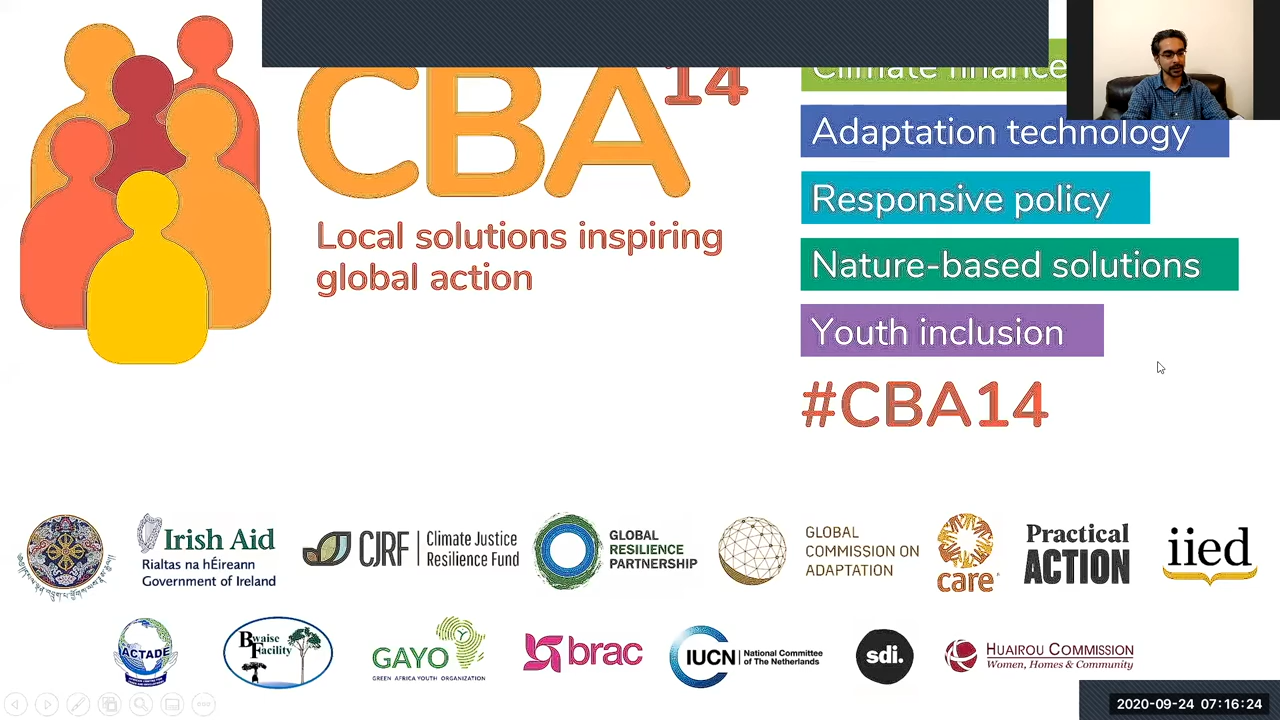 CBA14
Local solutions inspiring
global action
Climate finance
Adaptation technology
Responsive policy
Nature-based solutions
Youth inclusion
#CBA14
Irish Aid
Rialtas na hÉireann
Government of Ireland
CJRF
Climate Justice
Resilience Fund
GLOBAL
RESILIENCE
PARTNERSHIP
GLOBAL
COMMISSION ON
ADAPTATION
care
Practical
ACTION
iied
ACTADE
Bwaise
Facility
GAYO
GREEN AFRICA YOUTH ORGANIZATION
brac
IUCN
National Committee
of The Netherlands
sdi.
HUAIROU COMMISSION
Women, Homes & Community
2020-09-24 07:16:24